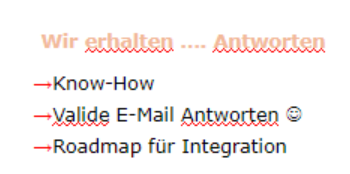 Wir erhalten .... Antworten
→Know-How
→Valide E-Mail Antworten ☺
→Roadmap für Integration